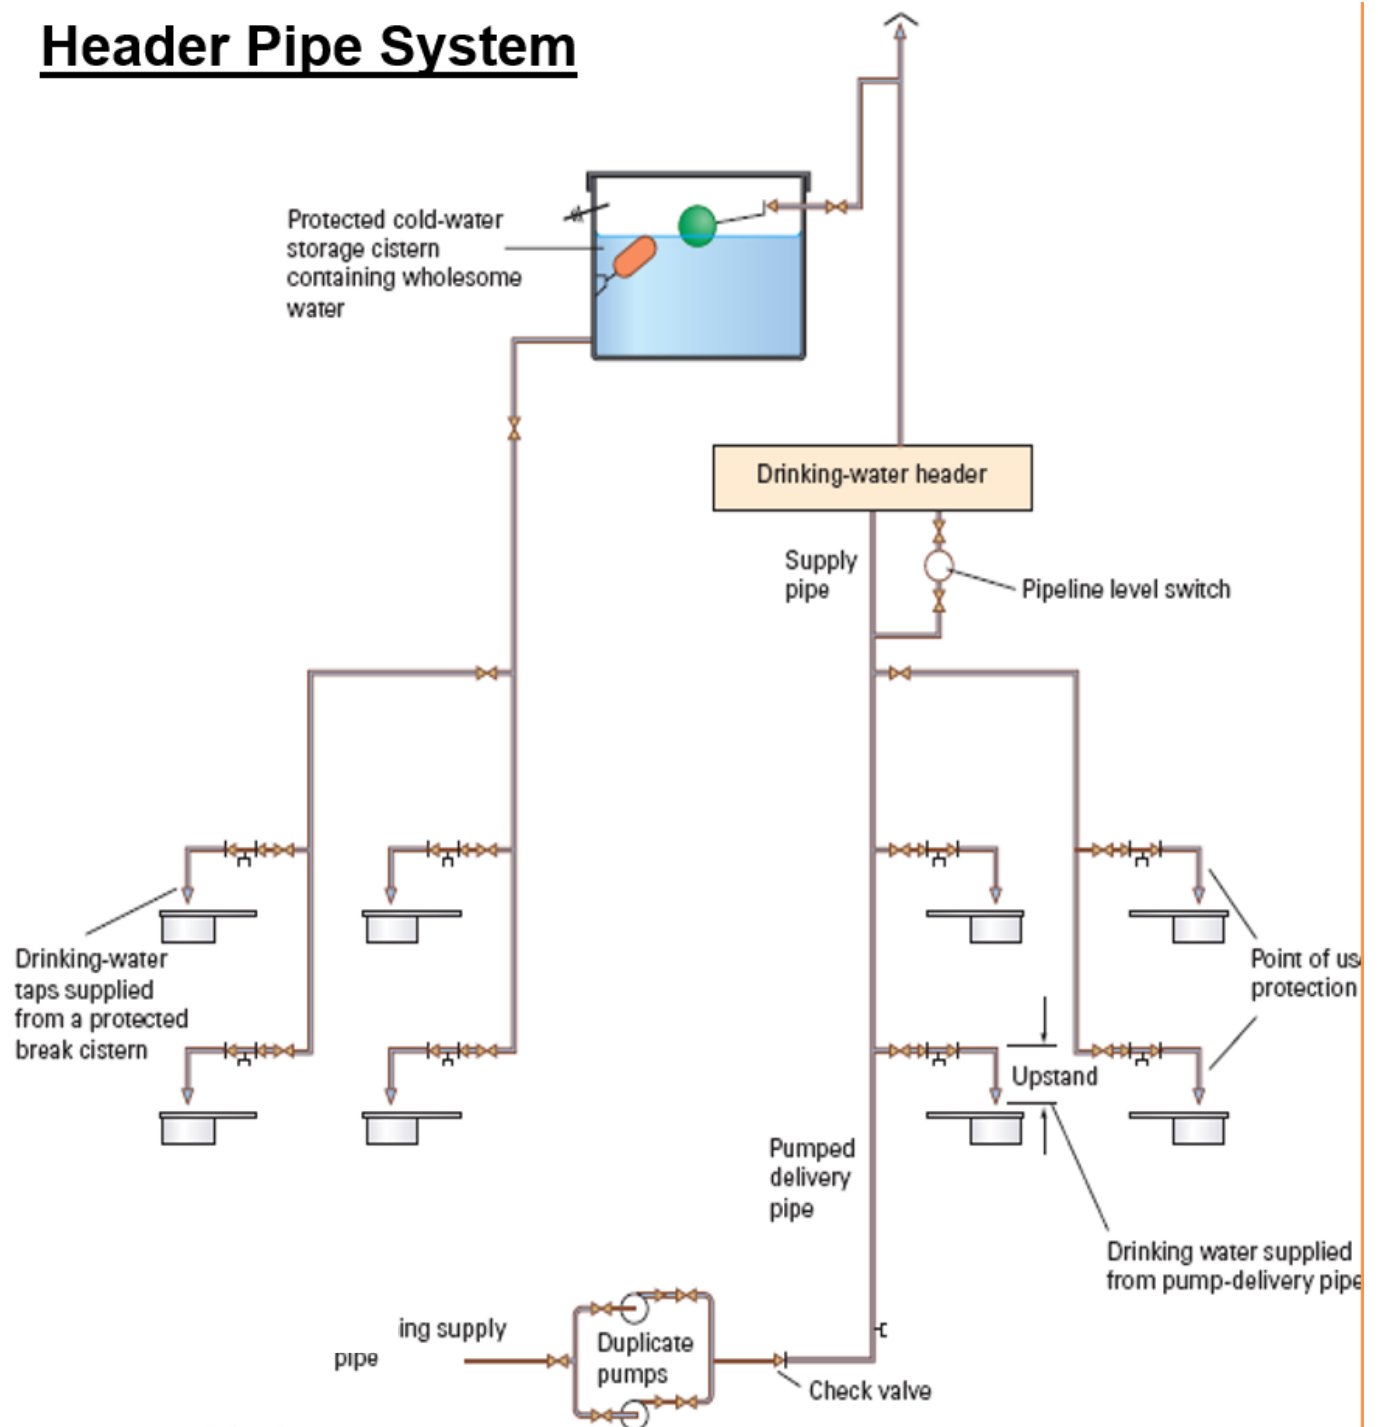 Header Pipe System
Protected cold-water
storage cistern
containing wholesome
water
Drinking-water header
Supply
pipe
Pipeline level switch
Drinking-water
taps supplied
from a protected
break cistern
Point of us
protection
Upstand
Pumped
delivery
pipe
Drinking water supplied
from pump-delivery pipe
ing supply
pipe
Duplicate
pumps
Check valve